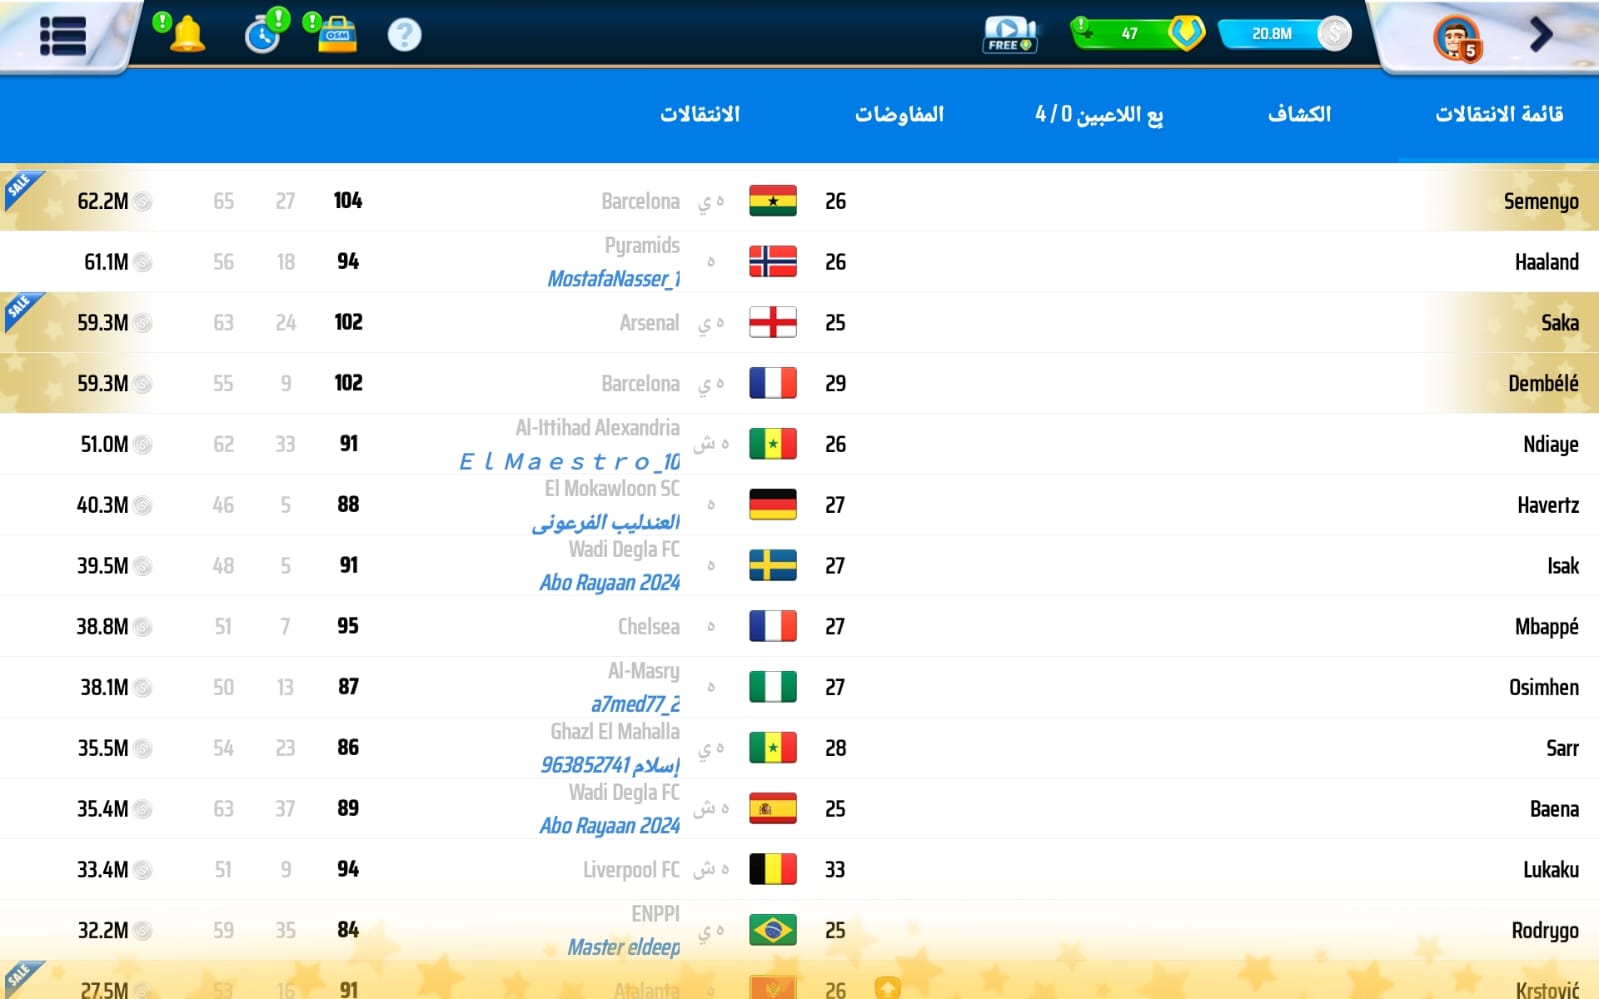 ! ! ! OSM ? FREE ! 47 20.8M 5
قائمة الانتقالات الكشاف بِع اللاعبين 0 / 4 المفاوضات الانتقالات
Semenyo 26 ه ي Barcelona 104 27 65 62.2M SALE
Haaland 26 ه Pyramids 94 18 56 61.1M
MostafaNasser_1
Saka 25 ه ي Arsenal 102 24 63 59.3M SALE
Dembélé 29 ه ي Barcelona 102 9 55 59.3M
Ndiaye 26 ه ش Al-Ittihad Alexandria 91 33 62 51.0M
E l M a e s t r o _10
Havertz 27 ه El Mokawloon SC 88 5 46 40.3M
العندليب الفرعونى
Isak 27 ه Wadi Degla FC 91 5 48 39.5M
Abo Rayaan 2024
Mbappé 27 ه Chelsea 95 7 51 38.8M
Osimhen 27 ه Al-Masry 87 13 50 38.1M
a7med77_2
Sarr 28 ه ي Ghazl El Mahalla 86 23 54 35.5M
إسلام 963852741
Baena 25 ه ش Wadi Degla FC 89 37 63 35.4M
Abo Rayaan 2024
Lukaku 33 ه ش Liverpool FC 94 9 51 33.4M
Rodrygo 25 ه ي ENPPI 84 35 59 32.2M
Master eldeep
Krstović 26 ه Atalanta 91 16 53 27.5M SALE